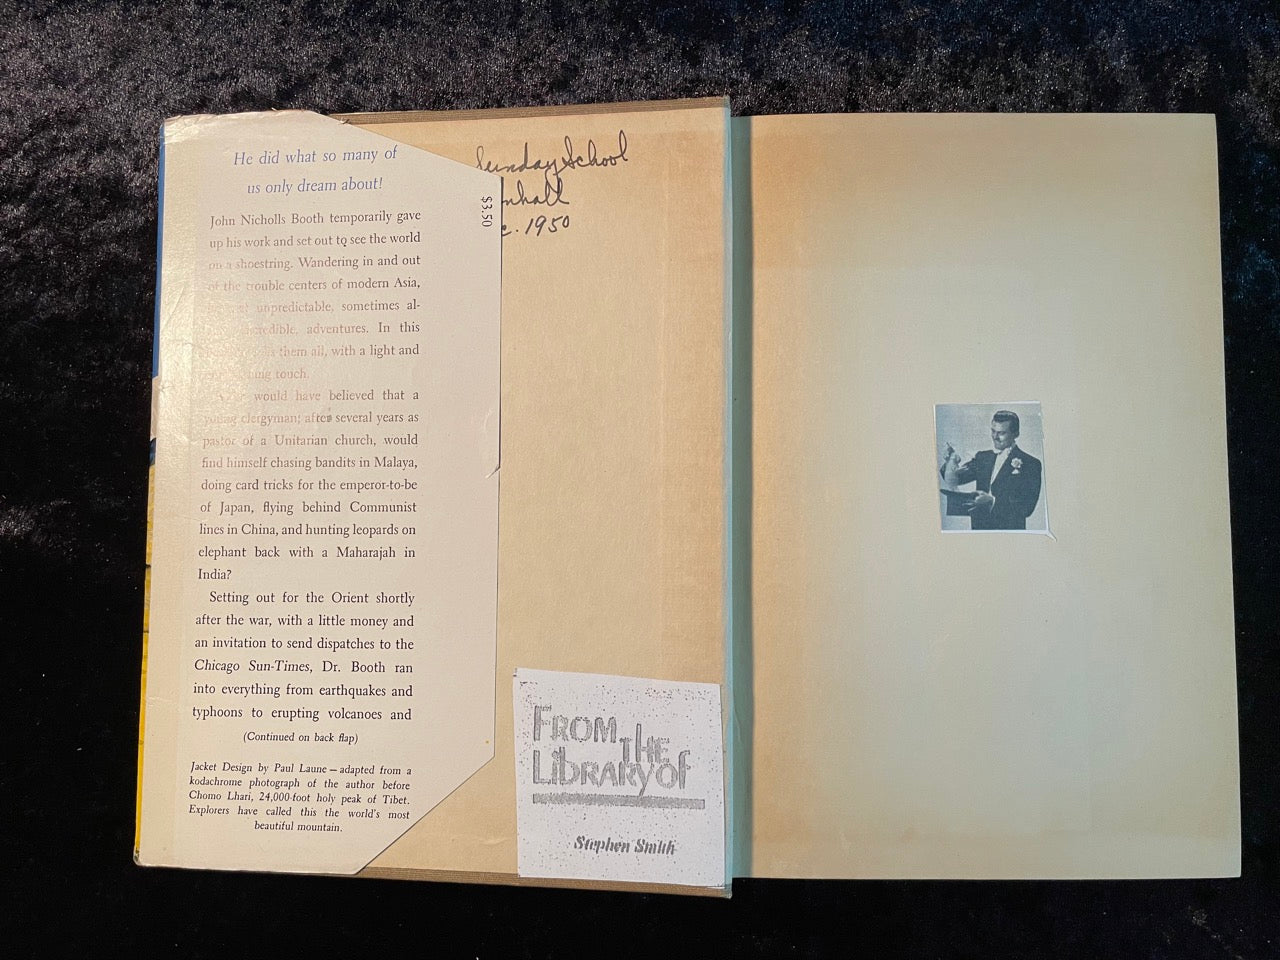 He did what so many of
us only dream about!
John Nicholls Booth temporarily gave
up his work and set out to see the world
on a shoestring. Wandering in and out
of the trouble centers of modern Asia,
unpredictable, sometimes al-
incredible, adventures. In this
them all, with a light and
touch.
would have believed that a
young clergyman, after several years as
pastor of a Unitarian church, would
find himself chasing bandits in Malaya,
doing card tricks for the emperor-to-be
of Japan, flying behind Communist
lines in China, and hunting leopards on
elephant back with a Maharajah in
India?
Setting out for the Orient shortly
after the war, with a little money and
an invitation to send dispatches to the
Chicago Sun-Times, Dr. Booth ran
into everything from earthquakes and
typhoons to erupting volcanoes and
(Continued on back flap)
Jacket Design by Paul Laune — adapted from a
kodachrome photograph of the author before
Chomo Lhari, 24,000-foot holy peak of Tibet.
Explorers have called this the world's most
beautiful mountain.
$3.50
Sunday School
nhall
c. 1950
FROM THE
LIBRARY of
Stephen Smith